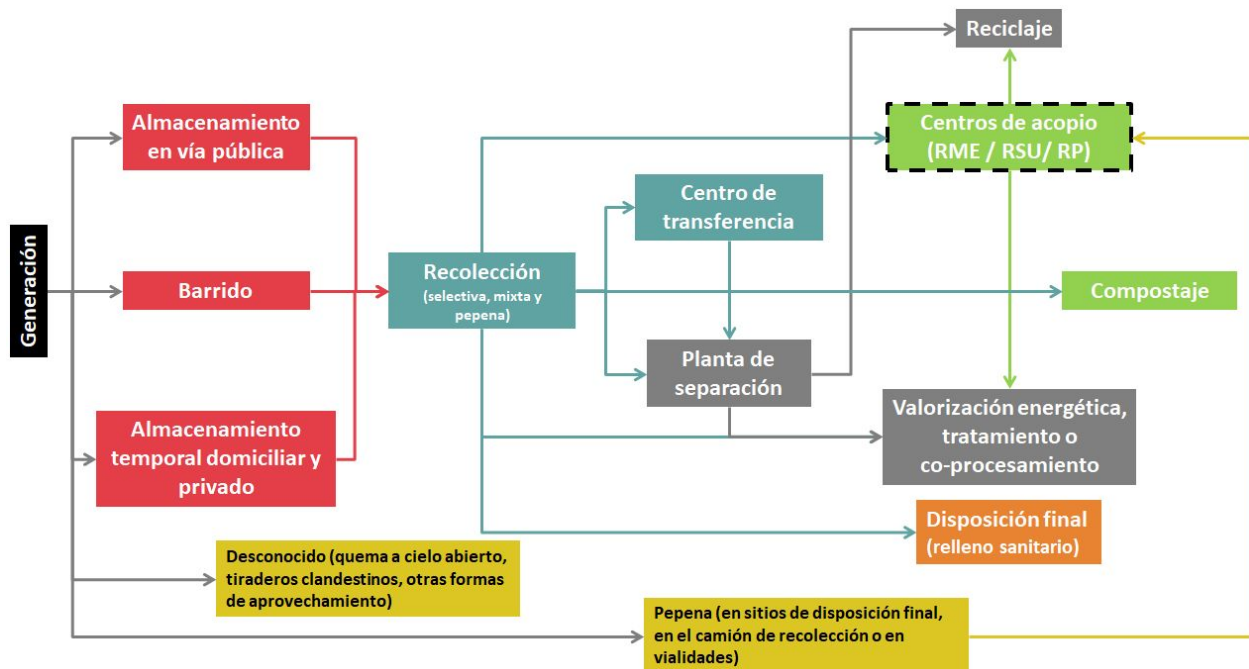 Reciclaje
Almacenamiento
en vía pública
Centros de acopio
(RME / RSU/ RP)
Centro de
transferencia
Generación
Barrido
Recolección
(selectiva, mixta y
pepena)
Compostaje
Planta de
separación
Almacenamiento
temporal domiciliar y
privado
Valorización energética,
tratamiento o
co-procesamiento
Disposición final
(relleno sanitario)
Desconocido (quema a cielo abierto,
tiraderos clandestinos, otras formas
de aprovechamiento)
Pepena (en sitios de disposición final,
en el camión de recolección o en
vialidades)